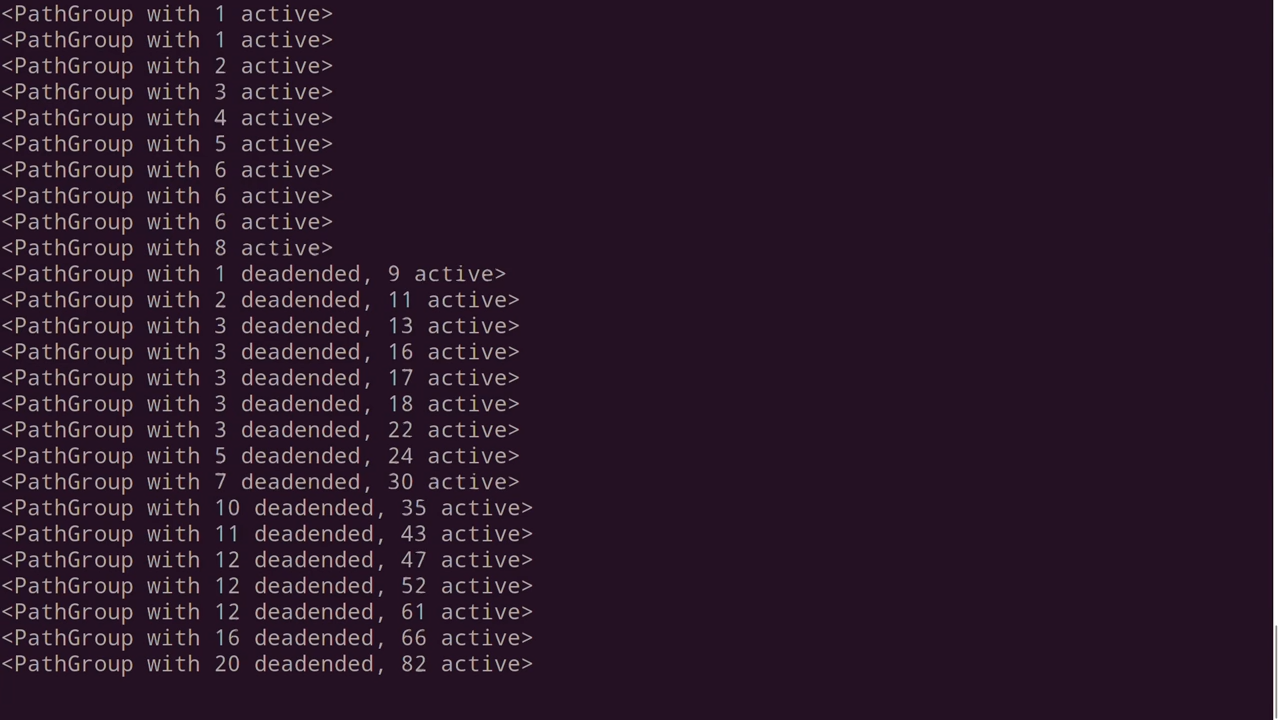 <PathGroup with 1 active>
<PathGroup with 1 active>
<PathGroup with 2 active>
<PathGroup with 3 active>
<PathGroup with 4 active>
<PathGroup with 5 active>
<PathGroup with 6 active>
<PathGroup with 6 active>
<PathGroup with 6 active>
<PathGroup with 8 active>
<PathGroup with 1 deadended, 9 active>
<PathGroup with 2 deadended, 11 active>
<PathGroup with 3 deadended, 13 active>
<PathGroup with 3 deadended, 16 active>
<PathGroup with 3 deadended, 17 active>
<PathGroup with 3 deadended, 18 active>
<PathGroup with 3 deadended, 22 active>
<PathGroup with 5 deadended, 24 active>
<PathGroup with 7 deadended, 30 active>
<PathGroup with 10 deadended, 35 active>
<PathGroup with 11 deadended, 43 active>
<PathGroup with 12 deadended, 47 active>
<PathGroup with 12 deadended, 52 active>
<PathGroup with 12 deadended, 61 active>
<PathGroup with 16 deadended, 66 active>
<PathGroup with 20 deadended, 82 active>